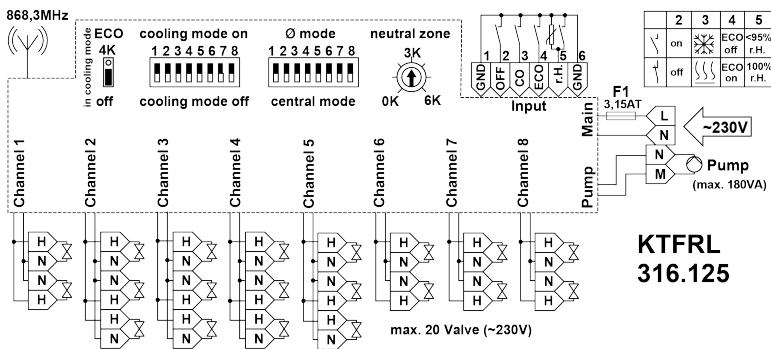 868,3MHz
in cooling mode
ECO
4K
off
cooling mode on
1 2 3 4 5 6 7 8
cooling mode off
Ø mode
1 2 3 4 5 6 7 8
central mode
neutral zone
3K
0K
6K
1 2 3 4 5 6
GND OFF CO ECO r.H. GND
Input
2 3 4 5
on ECO off <95% r.H.
off ECO on 100% r.H.
F1
3,15AT
Main
L
N
~230V
Pump
N
M
Pump
(max. 180VA)
Channel 1
Channel 2
Channel 3
Channel 4
Channel 5
Channel 6
Channel 7
Channel 8
H H H H H H H H
N N N N N N N N
N N N N N N N N
H H H H H H H H
H H H H
N N N N
max. 20 Valve (~230V)
KTFRL
316.125